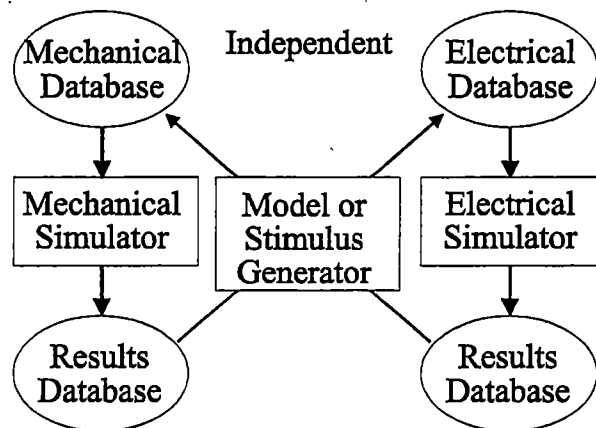 Mechanical
Database
Independent
Electrical
Database
Mechanical
Simulator
Model or
Stimulus
Generator
Electrical
Simulator
Results
Database
Results
Database